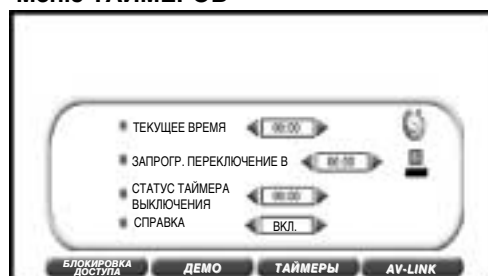 Меню ТАЙМЕРОВ
ТЕКУЩЕЕ ВРЕМЯ 00:00
ЗАПРОГР. ПЕРЕКЛЮЧЕНИЕ В 00:00
СТАТУС ТАЙМЕРА
ВЫКЛЮЧЕНИЯ 00:00
СПРАВКА ВКЛ.
БЛОКИРОВКА
ДОСТУПА ДЕМО ТАЙМЕРЫ AV-LINK